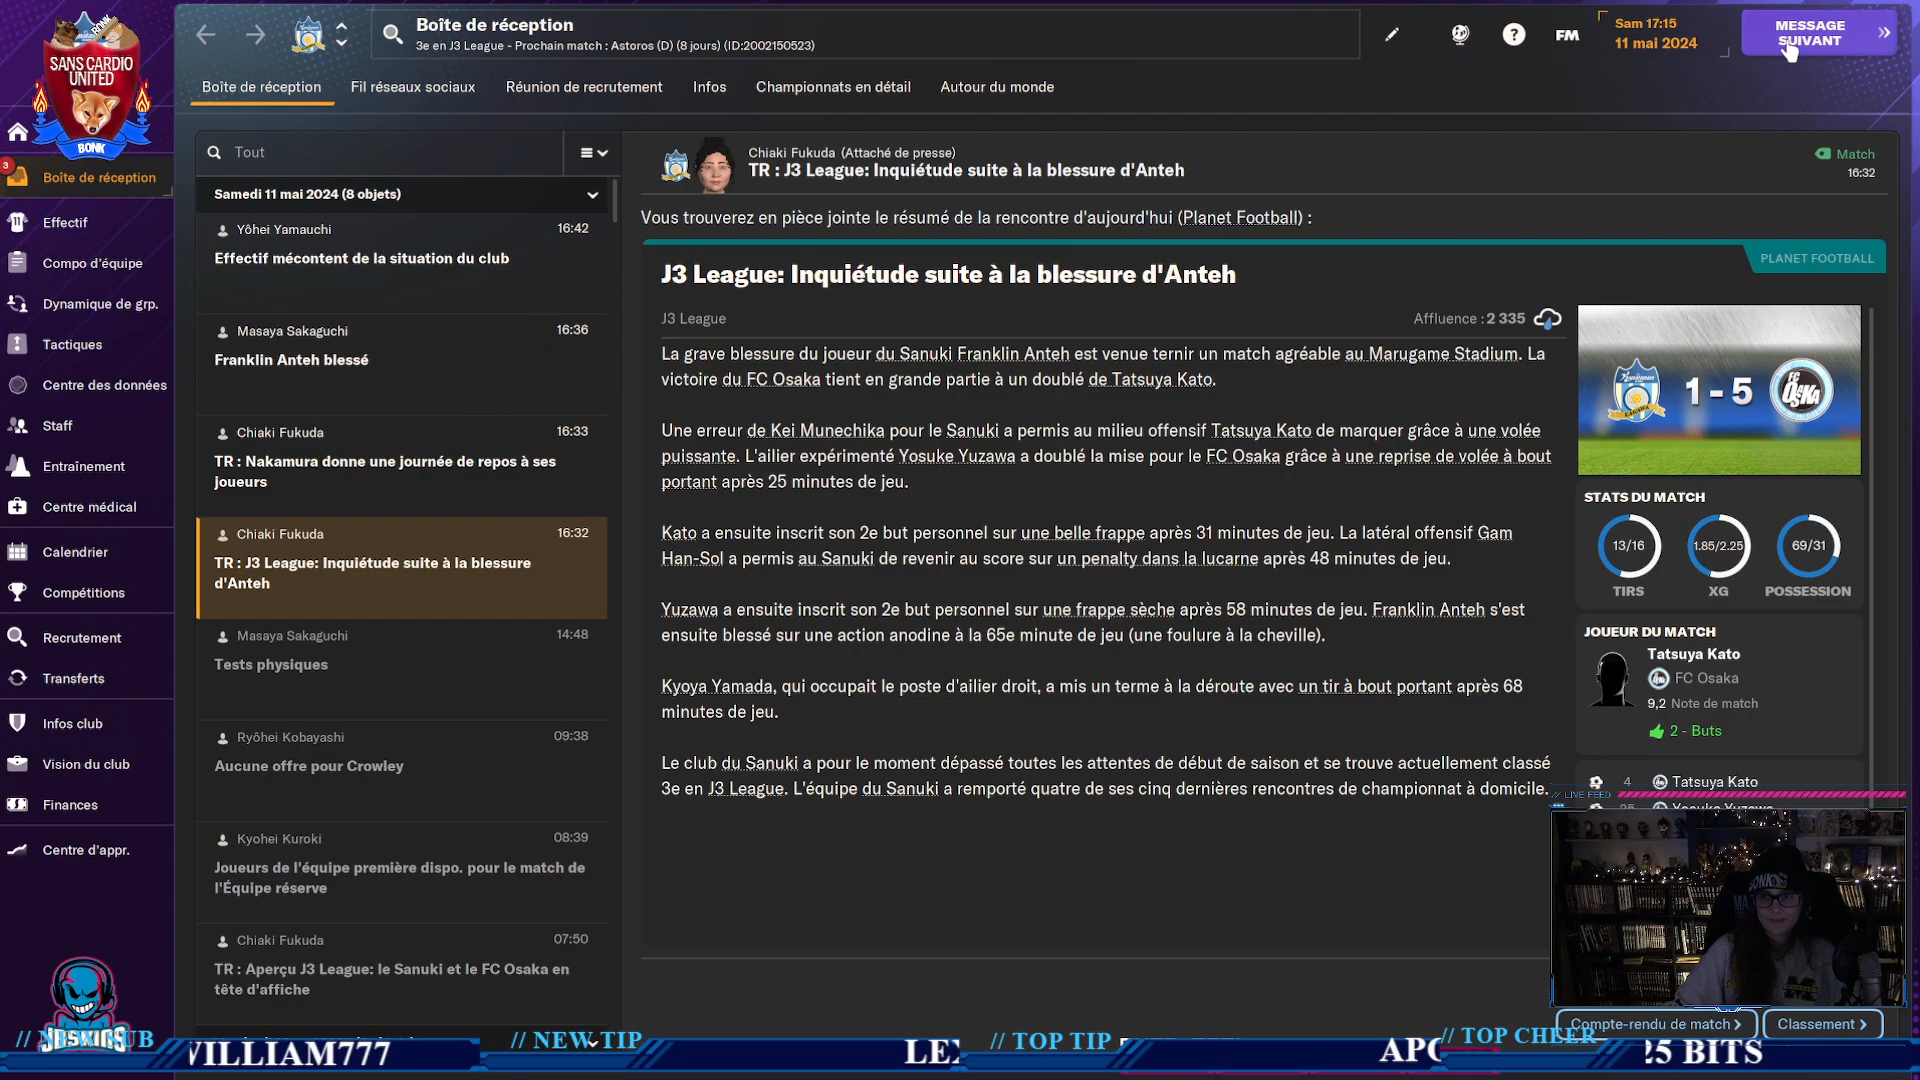 Boîte de réception
3e en J3 League - Prochain match : Astoros (D) (8 jours) (ID:2002150523)
FM
Sam 17:15
11 mai 2024
MESSAGE
SUIVANT
Boîte de réception
Fil réseaux sociaux
Réunion de recrutement
Infos
Championnats en détail
Autour du monde
BONK
SANS CARDIO
UNITED
BONK
3
Boîte de réception
Effectif
Compo d'équipe
Dynamique de grp.
Tactiques
Centre des données
Staff
Entraînement
Centre médical
Calendrier
Compétitions
Recrutement
Transferts
Infos club
Vision du club
Finances
Centre d'appr.
Tout
Samedi 11 mai 2024 (8 objets)
Yôhei Yamauchi 16:42
Effectif mécontent de la situation du club
Masaya Sakaguchi 16:36
Franklin Anteh blessé
Chiaki Fukuda 16:33
TR : Nakamura donne une journée de repos à ses
joueurs
Chiaki Fukuda 16:32
TR : J3 League: Inquiétude suite à la blessure
d'Anteh
Masaya Sakaguchi 14:48
Tests physiques
Ryôhei Kobayashi 09:38
Aucune offre pour Crowley
Kyohei Kuroki 08:39
Joueurs de l'équipe première dispo. pour le match de
l'Équipe réserve
Chiaki Fukuda 07:50
TR : Aperçu J3 League: le Sanuki et le FC Osaka en
tête d'affiche
Chiaki Fukuda (Attaché de presse)
TR : J3 League: Inquiétude suite à la blessure d'Anteh
Match
16:32
Vous trouverez en pièce jointe le résumé de la rencontre d'aujourd'hui (Planet Football) :
PLANET FOOTBALL
J3 League: Inquiétude suite à la blessure d'Anteh
J3 League
Affluence : 2 335
La grave blessure du joueur du Sanuki Franklin Anteh est venue ternir un match agréable au Marugame Stadium. La
victoire du FC Osaka tient en grande partie à un doublé de Tatsuya Kato.
Une erreur de Kei Munechika pour le Sanuki a permis au milieu offensif Tatsuya Kato de marquer grâce à une volée
puissante. L'ailier expérimenté Yosuke Yuzawa a doublé la mise pour le FC Osaka grâce à une reprise de volée à bout
portant après 25 minutes de jeu.
Kato a ensuite inscrit son 2e but personnel sur une belle frappe après 31 minutes de jeu. La latéral offensif Gam
Han-Sol a permis au Sanuki de revenir au score sur un penalty dans la lucarne après 48 minutes de jeu.
Yuzawa a ensuite inscrit son 2e but personnel sur une frappe sèche après 58 minutes de jeu. Franklin Anteh s'est
ensuite blessé sur une action anodine à la 65e minute de jeu (une foulure à la cheville).
Kyoya Yamada, qui occupait le poste d'ailier droit, a mis un terme à la déroute avec un tir à bout portant après 68
minutes de jeu.
Le club du Sanuki a pour le moment dépassé toutes les attentes de début de saison et se trouve actuellement classé
3e en J3 League. L'équipe du Sanuki a remporté quatre de ses cinq dernières rencontres de championnat à domicile.
1 - 5
FC
OSAKA
STATS DU MATCH
13/16
1.85/2.25
69/31
TIRS
XG
POSSESSION
JOUEUR DU MATCH
Tatsuya Kato
FC Osaka
9,2 Note de match
2 - Buts
4 Tatsuya Kato
25 Yosuke Yuzawa
// LIVE FEED
BONK
Compte-rendu de match
Classement
// NEW SUB
// NEW TIP
// TOP TIP
// TOP CHEER
VILLIAM777
LE
APO
25 BITS